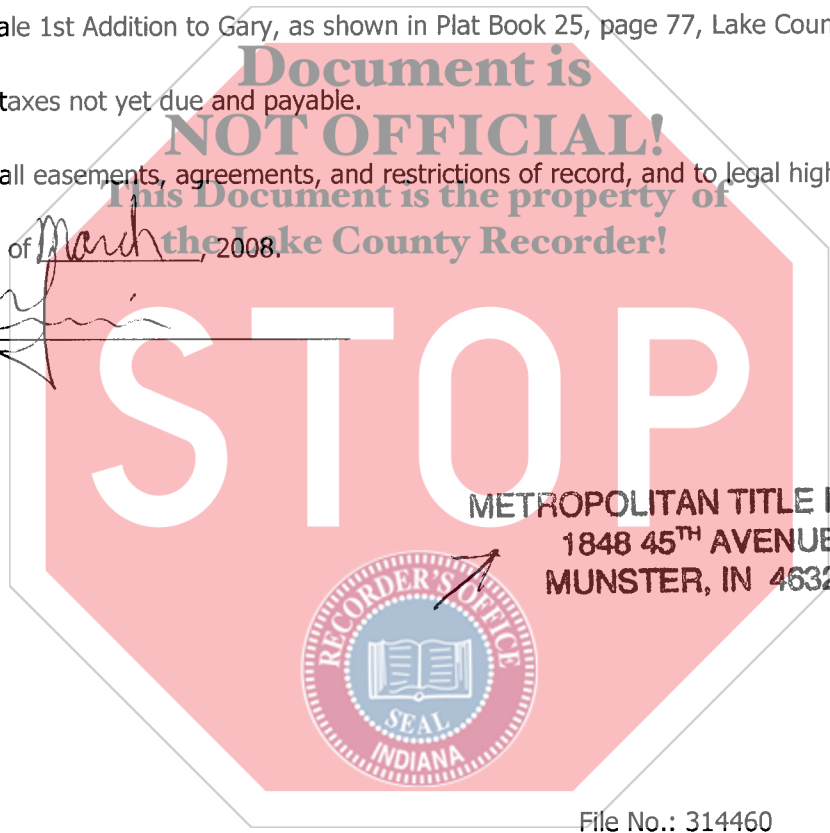 ale 1st Addition to Gary, as shown in Plat Book 25, page 77, Lake Coun
Document is
taxes not yet due and payable.
NOT OFFICIAL!
all easements, agreements, and restrictions of record, and to legal high
This Document is the property of
of March, 2008.
the Lake County Recorder!
STOP
METROPOLITAN TITLE
1848 45TH AVENUE
MUNSTER, IN 4632
RECORDER'S OFFICE
SEAL
INDIANA
File No.: 314460